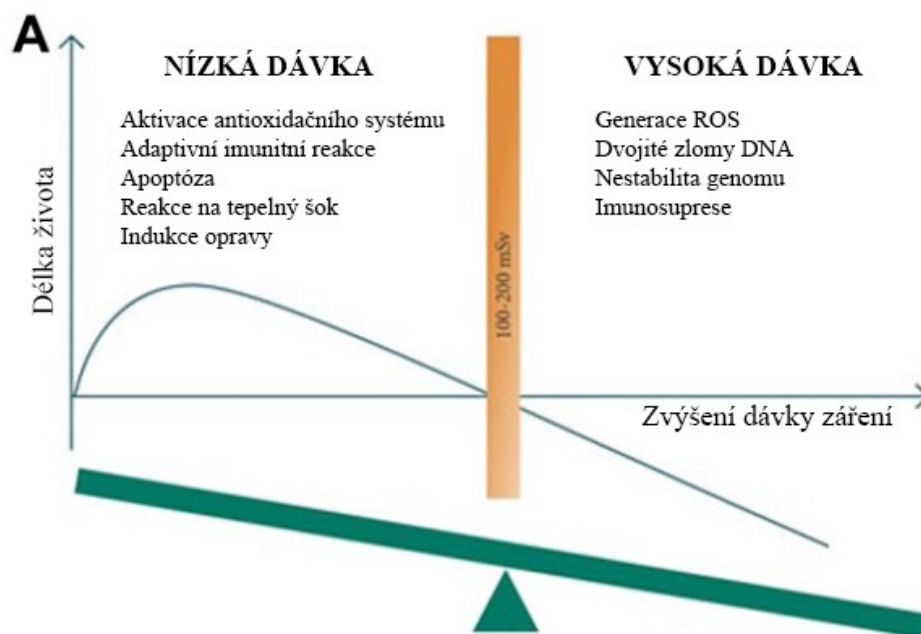 A
NÍZKÁ DÁVKA
Aktivace antioxidačního systému
Adaptivní imunitní reakce
Apoptóza
Reakce na tepelný šok
Indukce opravy
VYSOKÁ DÁVKA
Generace ROS
Dvojité zlomy DNA
Nestabilita genomu
Imunosuprese
Délka života
100-200 mSv
Zvýšení dávky záření